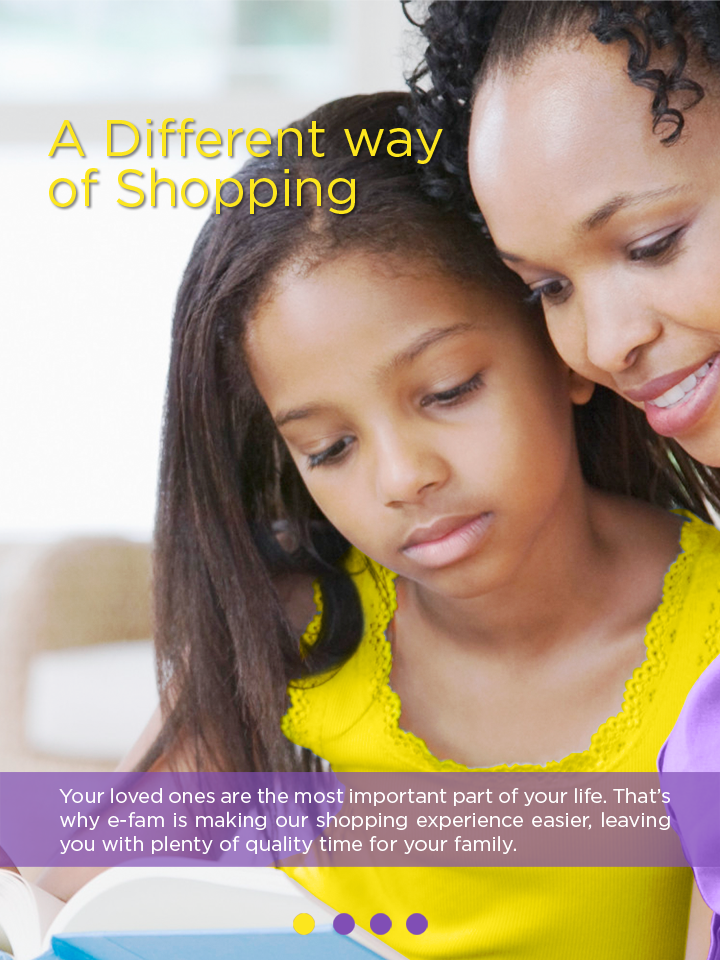 A Different way
of Shopping
Your loved ones are the most important part of your life. That's
why e-fam is making our shopping experience easier, leaving
you with plenty of quality time for your family.